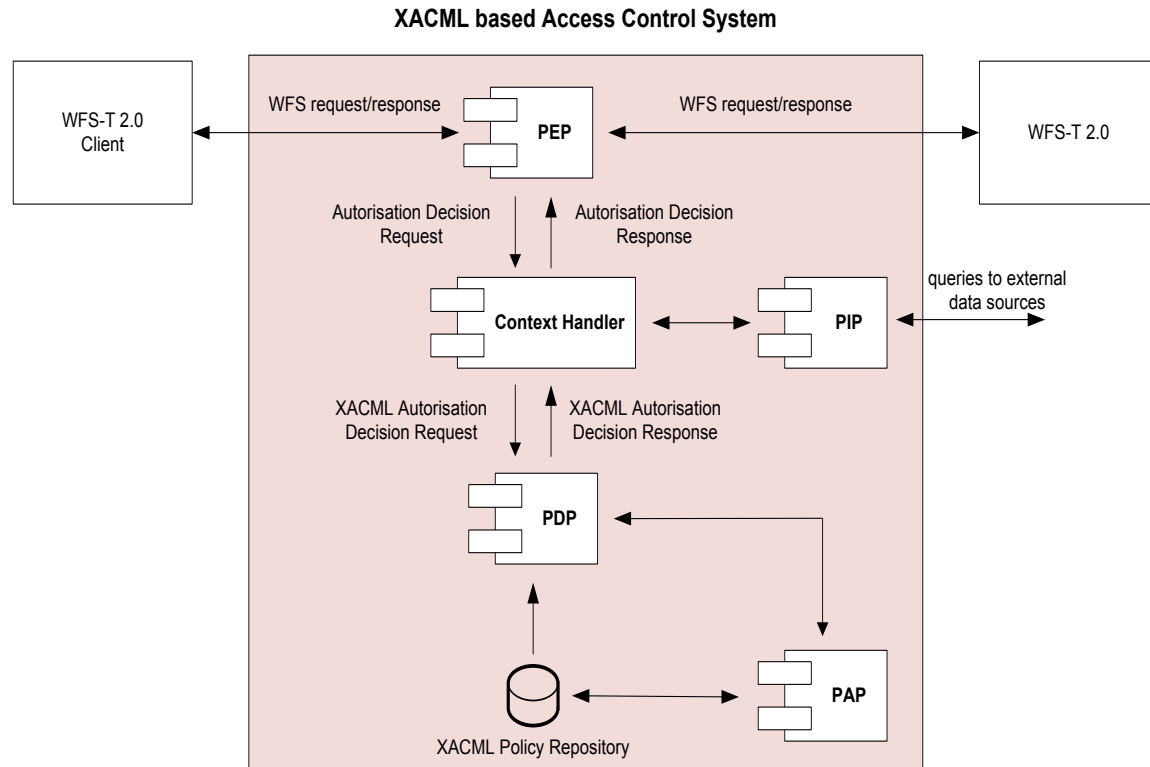 XACML based Access Control System
WFS-T 2.0
Client
WFS request/response
PEP
WFS request/response
WFS-T 2.0
Autorisation Decision
Request
Autorisation Decision
Response
Context Handler
PIP
queries to external
data sources
XACML Autorisation
Decision Request
XACML Autorisation
Decision Response
PDP
PAP
XACML Policy Repository